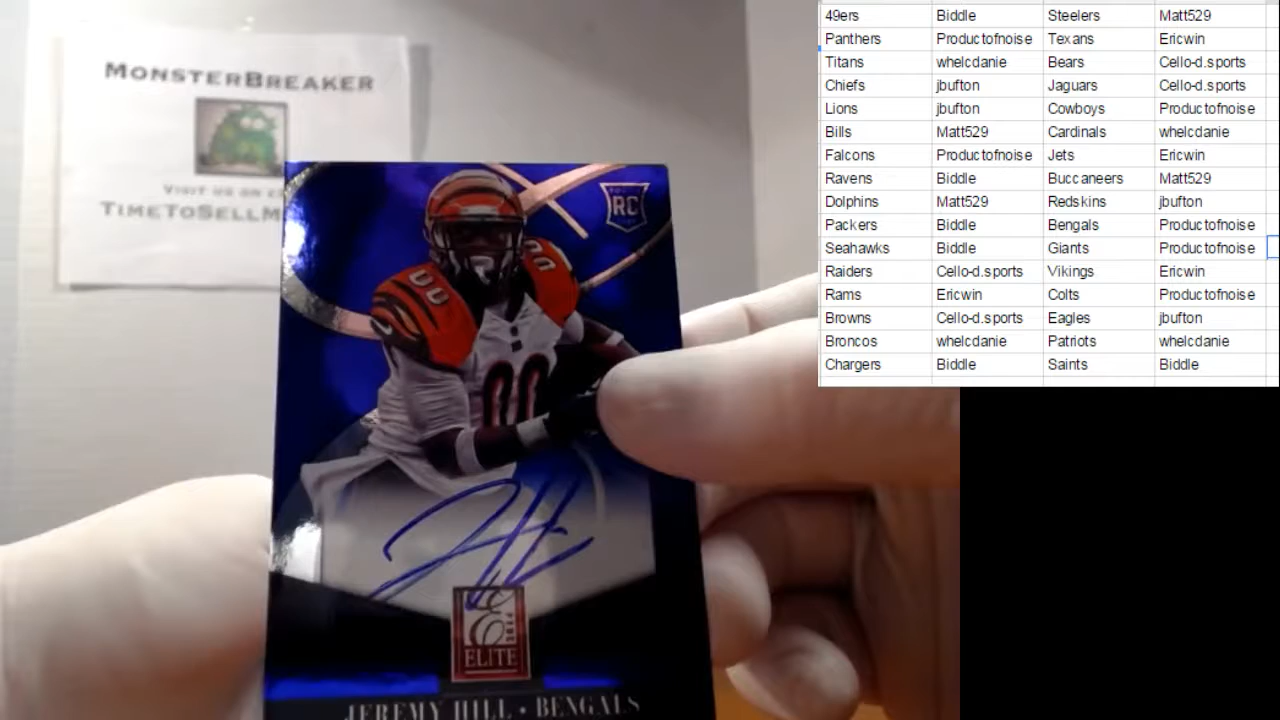 MONSTERBREAKER
VISIT US ON
TIMETOSELLM
RC
00
ELITE
JEREMY HILL • BENGALS
49ers Biddle Steelers Matt529
Panthers Productofnoise Texans Ericwin
Titans whelcdanie Bears Cello-d.sports
Chiefs jbufton Jaguars Cello-d.sports
Lions jbufton Cowboys Productofnoise
Bills Matt529 Cardinals whelcdanie
Falcons Productofnoise Jets Ericwin
Ravens Biddle Buccaneers Matt529
Dolphins Matt529 Redskins jbufton
Packers Biddle Bengals Productofnoise
Seahawks Biddle Giants Productofnoise
Raiders Cello-d.sports Vikings Ericwin
Rams Ericwin Colts Productofnoise
Browns Cello-d.sports Eagles jbufton
Broncos whelcdanie Patriots whelcdanie
Chargers Biddle Saints Biddle